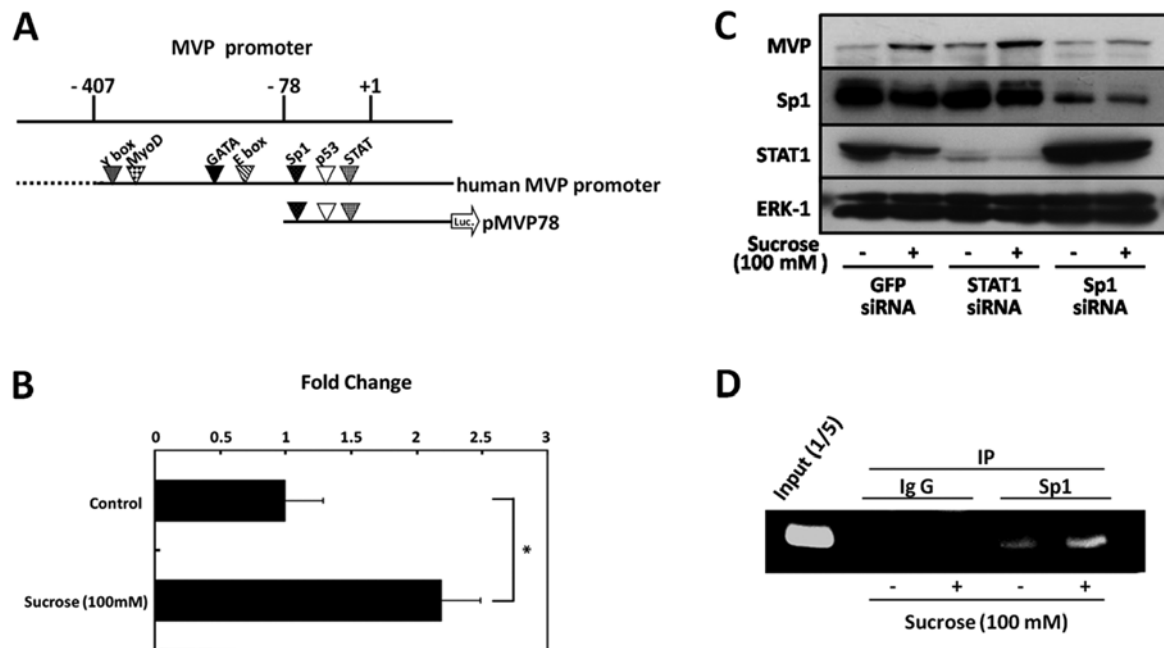 A
MVP promoter
- 407
- 78
+1
Y box
MyoD
GATA
E box
Sp1
p53
STAT
human MVP promoter
Luc.
pMVP78
B
Fold Change
0
0.5
1
1.5
2
2.5
3
Control
*
Sucrose (100mM)
C
MVP
Sp1
STAT1
ERK-1
Sucrose
(100 mM )
- + - + - +
GFP
siRNA
STAT1
siRNA
Sp1
siRNA
D
Input (1/5)
IP
Ig G
Sp1
- + - +
Sucrose (100 mM)